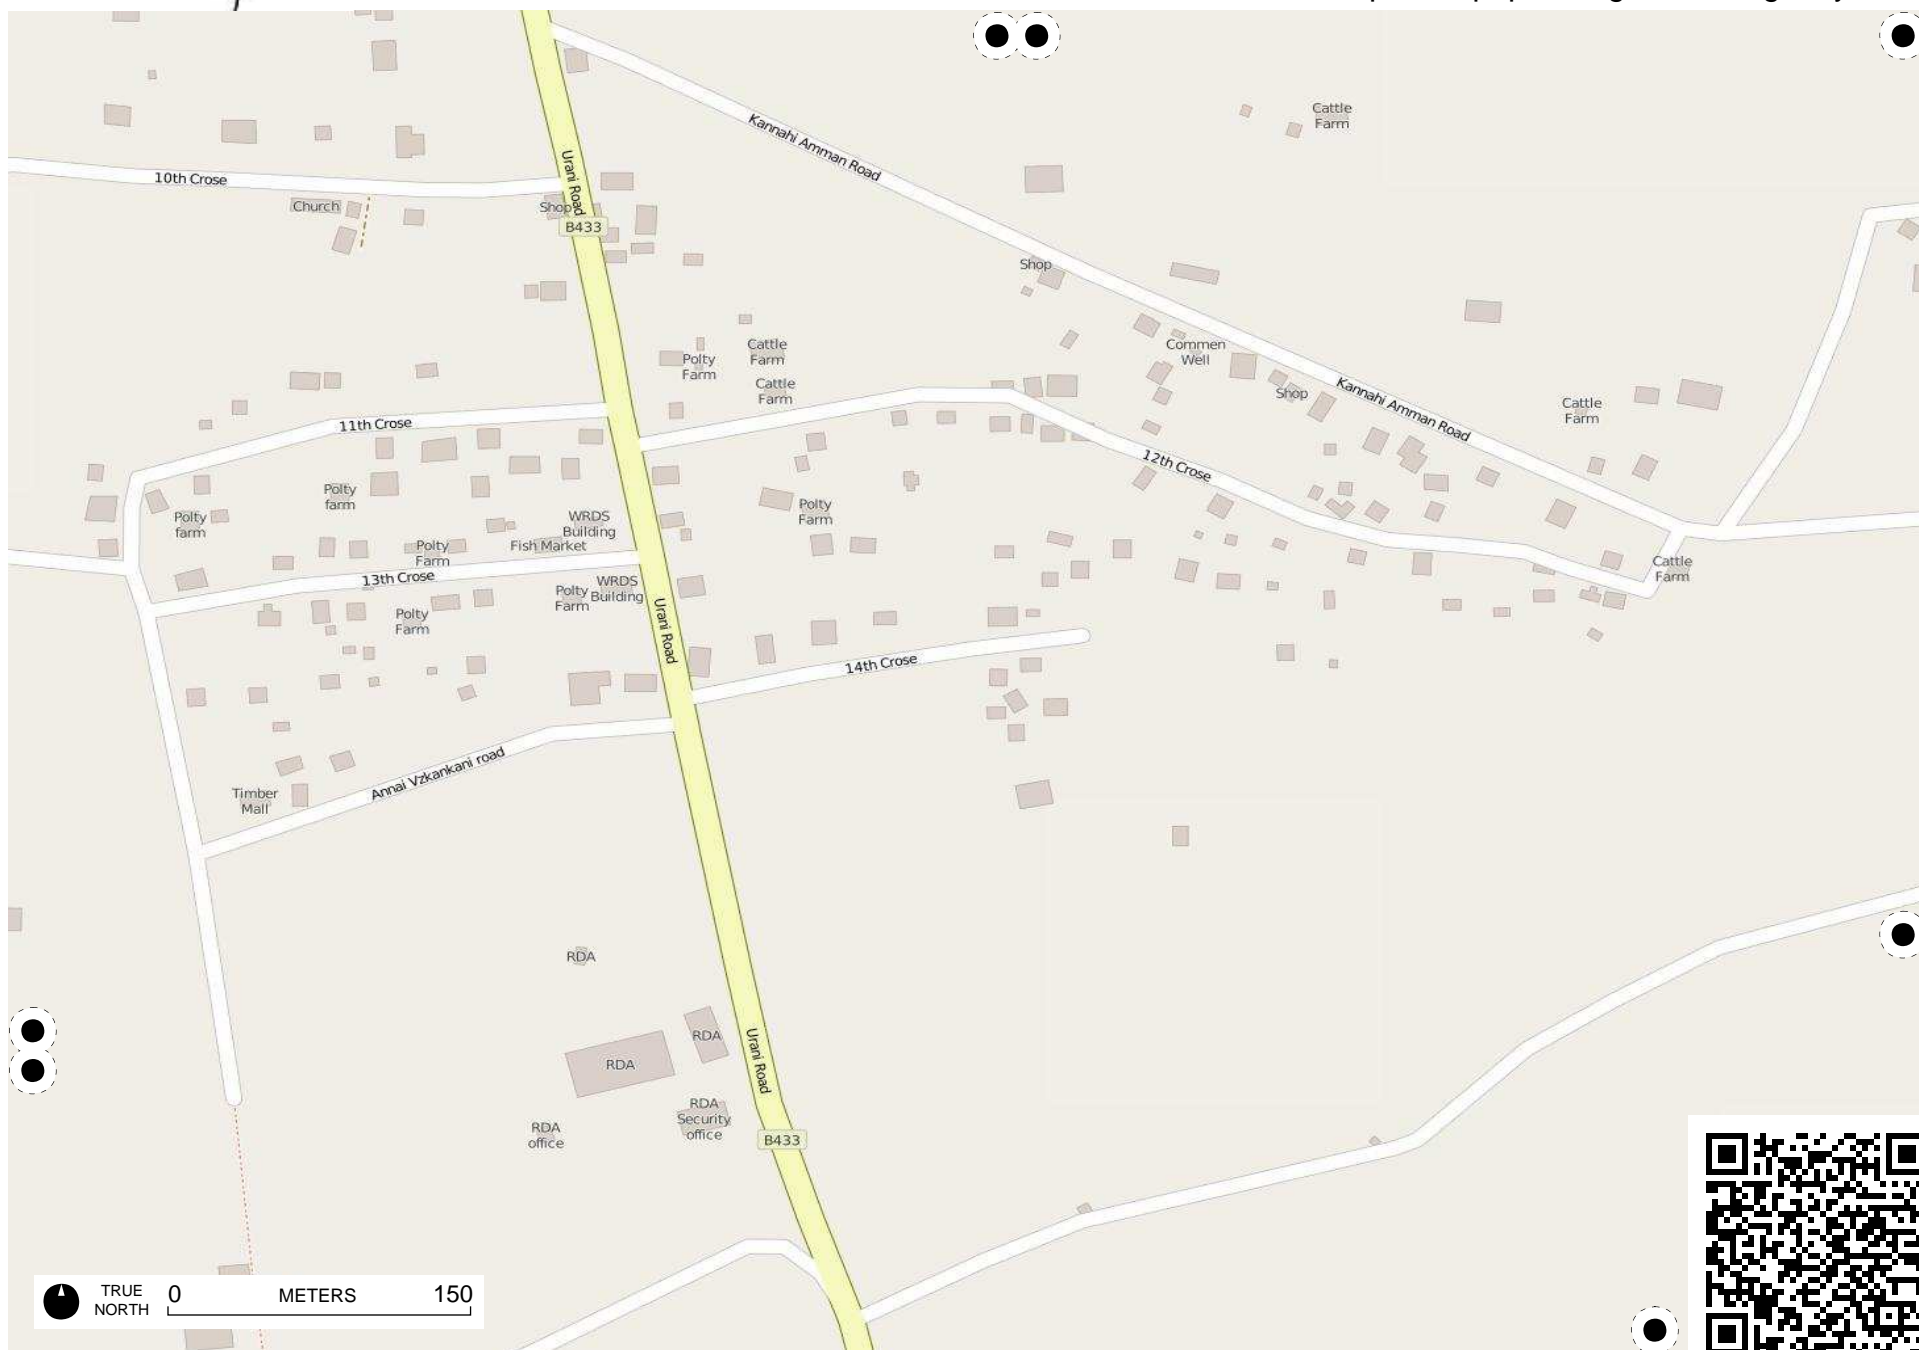 Cattle
Farm
Kannahi Amman Road
10th Crose
Urani Road
Church
Shop
B433
Shop
Commen
Well
Polty
Farm
Cattle
Farm
Cattle
Farm
Shop
Kannahi Amman Road
Cattle
Farm
11th Crose
12th Crose
Polty
farm
Polty
farm
WRDS
Building
Fish Market
Polty
Farm
Polty
Farm
13th Crose
Polty
Farm
WRDS
Building
Polty
Farm
Cattle
Farm
Urani Road
14th Crose
Annai Vzkankani road
Timber
Mall
RDA
RDA
RDA
Urani Road
RDA
Security
office
RDA
office
B433
TRUE
NORTH
0 METERS 150